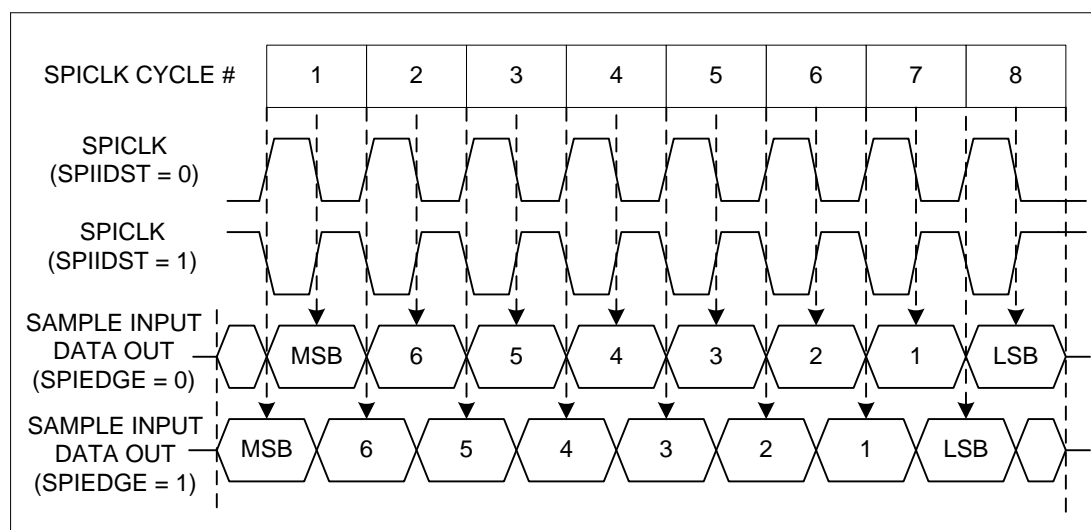 SPICLK CYCLE # 1 2 3 4 5 6 7 8
SPICLK
(SPIIDST = 0)
SPICLK
(SPIIDST = 1)
SAMPLE INPUT
DATA OUT
(SPIEDGE = 0)
MSB 6 5 4 3 2 1 LSB
SAMPLE INPUT
DATA OUT
(SPIEDGE = 1)
MSB 6 5 4 3 2 1 LSB